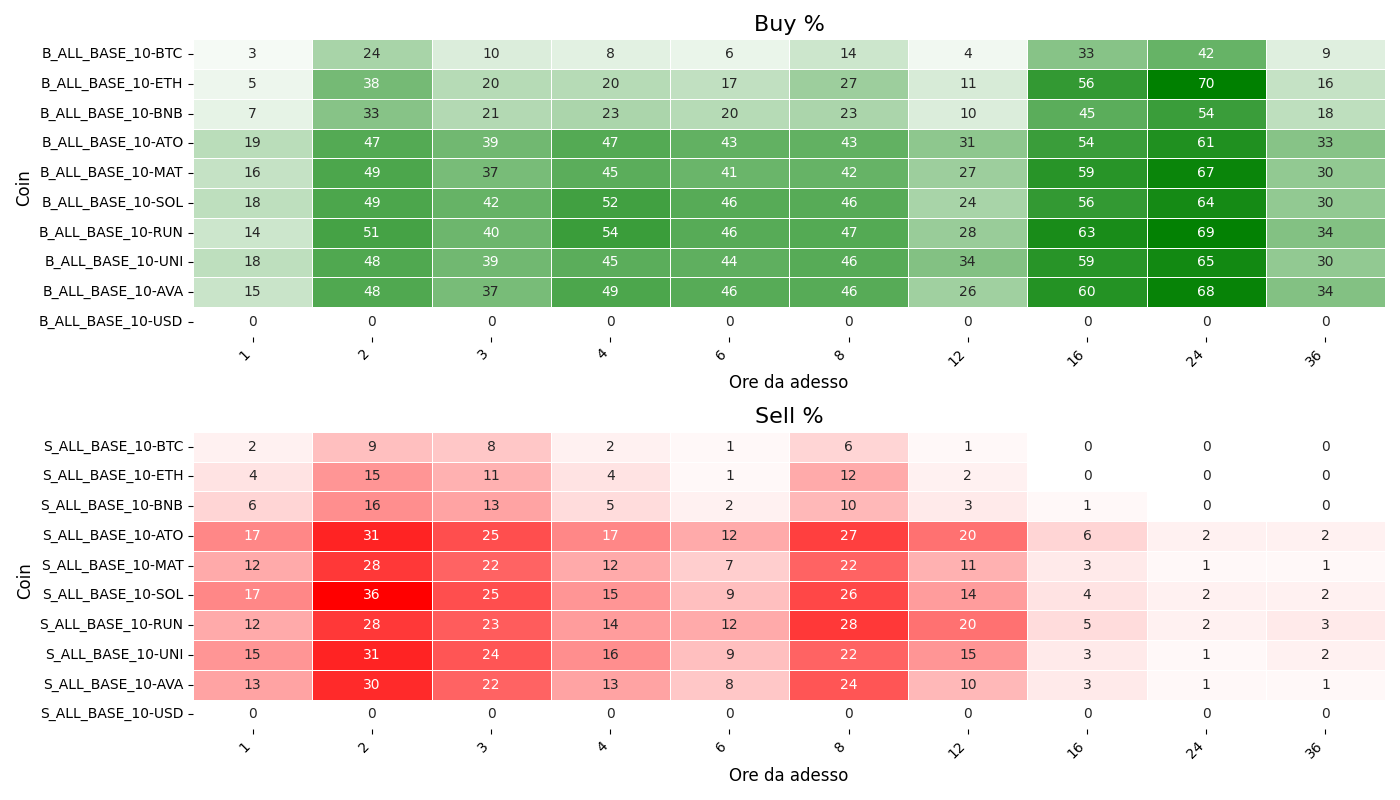 Buy %
Coin
B_ALL_BASE_10-BTC 3 24 10 8 6 14 4 33 42 9
B_ALL_BASE_10-ETH 5 38 20 20 17 27 11 56 70 16
B_ALL_BASE_10-BNB 7 33 21 23 20 23 10 45 54 18
B_ALL_BASE_10-ATO 19 47 39 47 43 43 31 54 61 33
B_ALL_BASE_10-MAT 16 49 37 45 41 42 27 59 67 30
B_ALL_BASE_10-SOL 18 49 42 52 46 46 24 56 64 30
B_ALL_BASE_10-RUN 14 51 40 54 46 47 28 63 69 34
B_ALL_BASE_10-UNI 18 48 39 45 44 46 34 59 65 30
B_ALL_BASE_10-AVA 15 48 37 49 46 46 26 60 68 34
B_ALL_BASE_10-USD 0 0 0 0 0 0 0 0 0 0
1 2 3 4 6 8 12 16 24 36
Ore da adesso
Sell %
Coin
S_ALL_BASE_10-BTC 2 9 8 2 1 6 1 0 0 0
S_ALL_BASE_10-ETH 4 15 11 4 1 12 2 0 0 0
S_ALL_BASE_10-BNB 6 16 13 5 2 10 3 1 0 0
S_ALL_BASE_10-ATO 17 31 25 17 12 27 20 6 2 2
S_ALL_BASE_10-MAT 12 28 22 12 7 22 11 3 1 1
S_ALL_BASE_10-SOL 17 36 25 15 9 26 14 4 2 2
S_ALL_BASE_10-RUN 12 28 23 14 12 28 20 5 2 3
S_ALL_BASE_10-UNI 15 31 24 16 9 22 15 3 1 2
S_ALL_BASE_10-AVA 13 30 22 13 8 24 10 3 1 1
S_ALL_BASE_10-USD 0 0 0 0 0 0 0 0 0 0
1 2 3 4 6 8 12 16 24 36
Ore da adesso